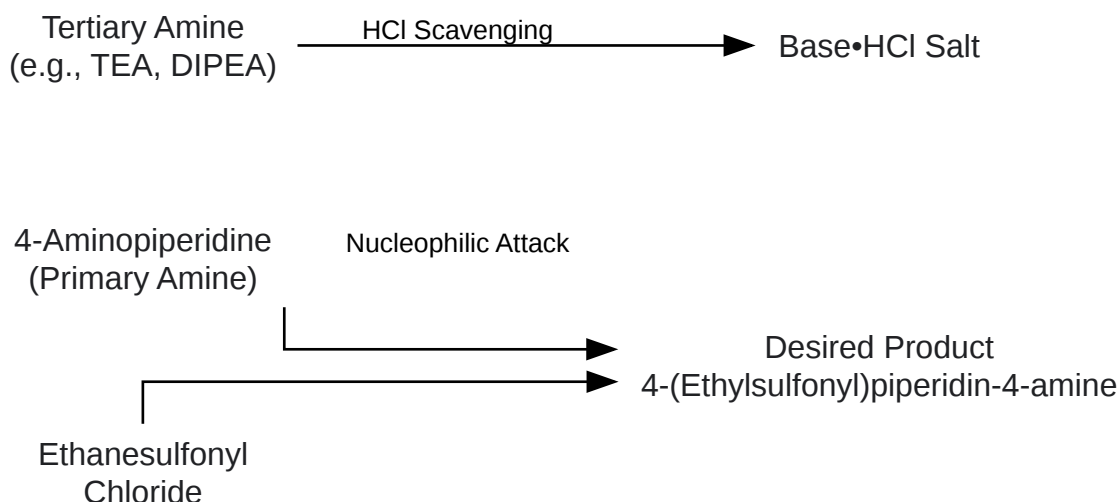 Tertiary Amine
(e.g., TEA, DIPEA)
HCl Scavenging
Base•HCl Salt
4-Aminopiperidine
(Primary Amine)
Nucleophilic Attack
Desired Product
4-(Ethylsulfonyl)piperidin-4-amine
Ethanesulfonyl
Chloride